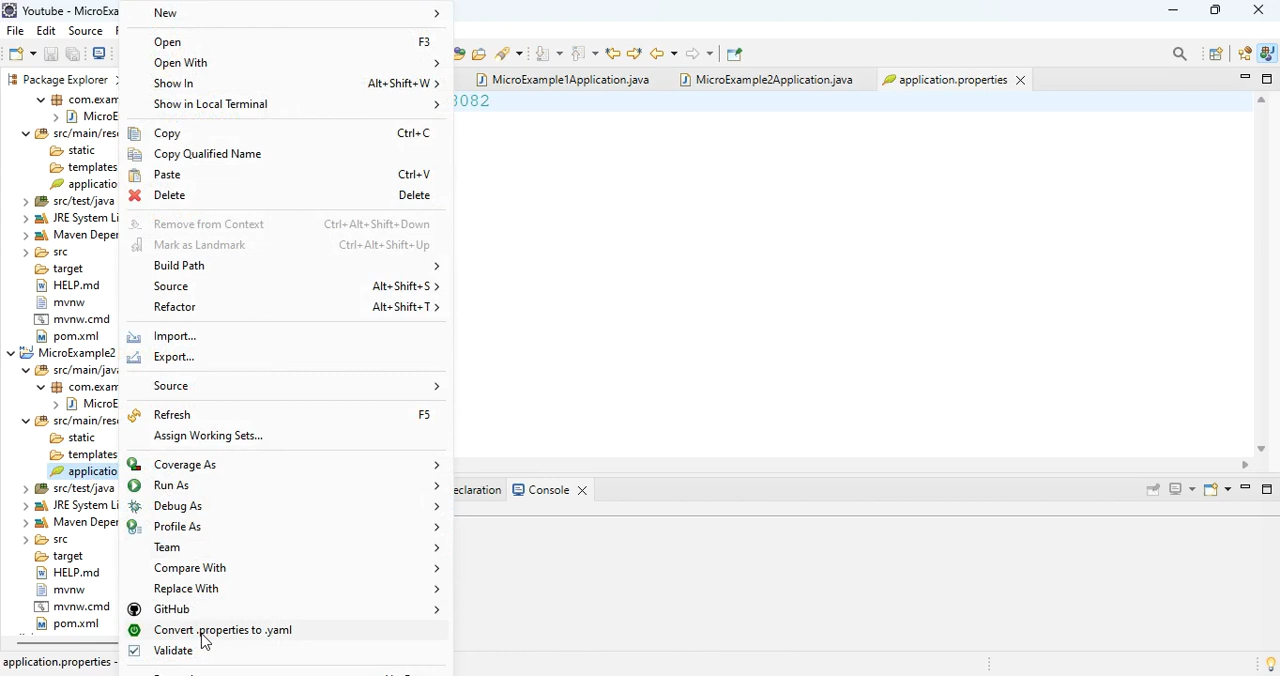 Youtube - MicroExa
File Edit Source
Package Explorer
MicroExample1Application.java
MicroExample2Application.java
application.properties
8082
com.exam
MicroE
src/main/res
static
templates
applicatio
src/test/java
JRE System Li
Maven Deper
src
target
HELP.md
mvnw
mvnw.cmd
pom.xml
MicroExample2
src/main/java
com.exam
MicroE
src/main/res
static
templates
applicatio
src/test/java
JRE System Li
Maven Deper
src
target
HELP.md
mvnw
mvnw.cmd
pom.xml
New
Open F3
Open With
Show In Alt+Shift+W
Show in Local Terminal
Copy Ctrl+C
Copy Qualified Name
Paste Ctrl+V
Delete Delete
Remove from Context Ctrl+Alt+Shift+Down
Mark as Landmark Ctrl+Alt+Shift+Up
Build Path
Source Alt+Shift+S
Refactor Alt+Shift+T
Import...
Export...
Source
Refresh F5
Assign Working Sets...
Coverage As
Run As
Debug As
Profile As
Team
Compare With
Replace With
GitHub
Convert .properties to .yaml
Validate
eclaration
Console
application.properties -